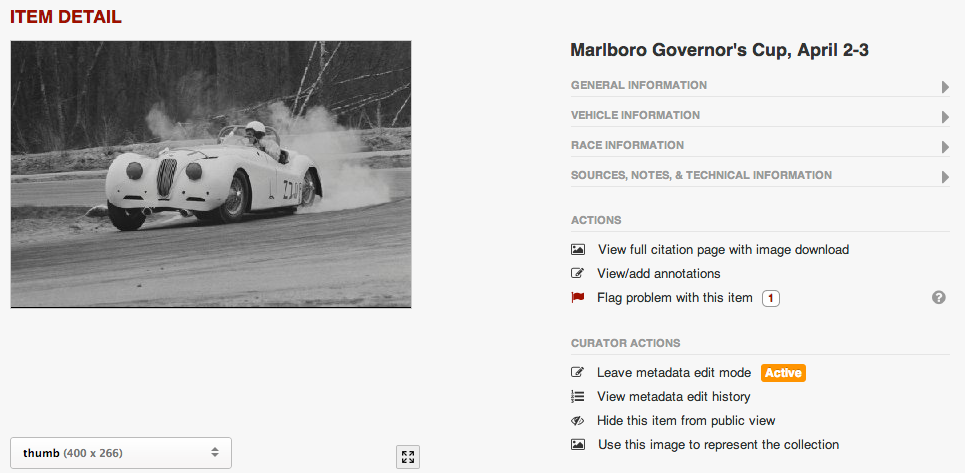 ITEM DETAIL
Marlboro Governor's Cup, April 2-3
GENERAL INFORMATION
VEHICLE INFORMATION
RACE INFORMATION
SOURCES, NOTES, & TECHNICAL INFORMATION
ACTIONS
View full citation page with image download
View/add annotations
Flag problem with this item 1 ?
CURATOR ACTIONS
Leave metadata edit mode Active
View metadata edit history
Hide this item from public view
Use this image to represent the collection
thumb (400 x 266)